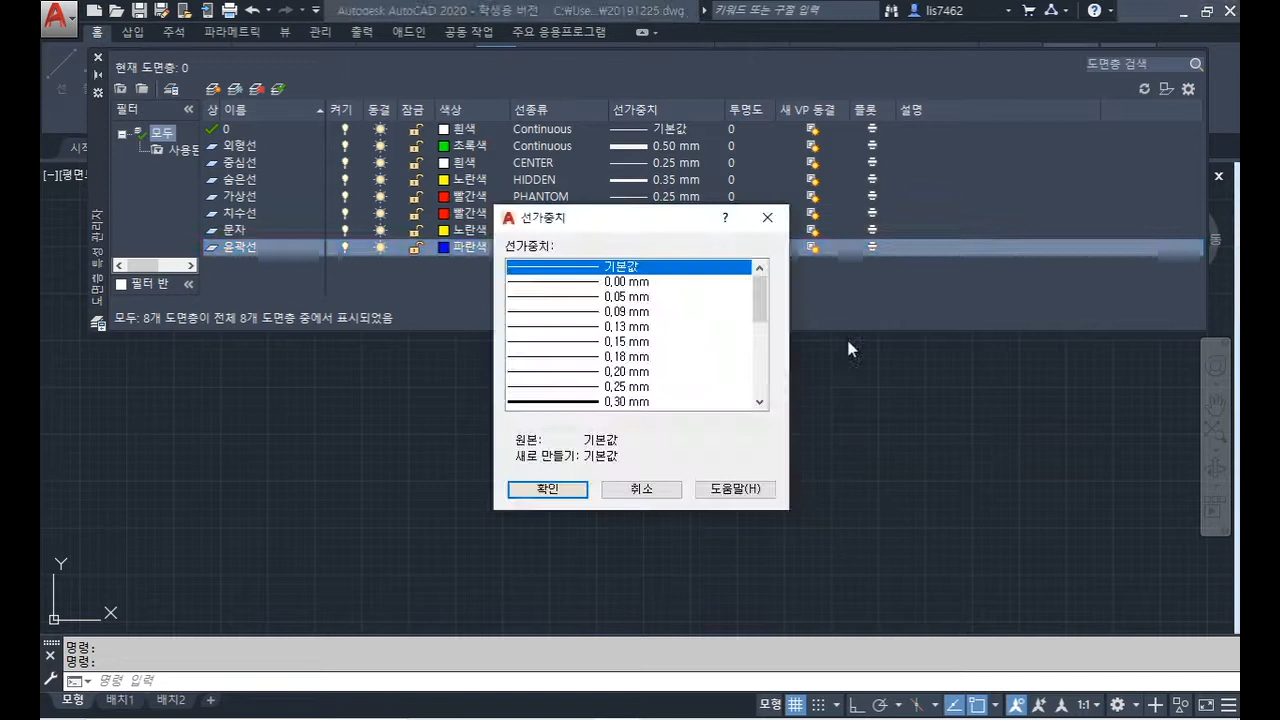 Autodesk AutoCAD 2020 - 학생용 버전 C:\Use...\20191225.dwg
키워드 또는 구절 입력
lis7462
홈 삽입 주석 파라메트릭 뷰 관리 출력 애드인 공동 작업 주요 응용프로그램
현재 도면층: 0
도면층 검색
필터
상 이름 켜기 동결 잠금 색상 선종류 선가중치 투명도 새 VP 동결 플롯 설명
모두
0 흰색 Continuous 기본값 0
외형선 초록색 Continuous 0.50 mm 0
사용된
중심선 흰색 CENTER 0.25 mm 0
숨은선 노란색 HIDDEN 0.35 mm 0
가상선 빨간색 PHANTOM 0.25 mm 0
치수선 빨간색
문자 노란색
윤곽선 파란색
필터 반
모두: 8개 도면층이 전체 8개 도면층 중에서 표시되었음
선가중치
?
선가중치:
기본값
0.00 mm
0.05 mm
0.09 mm
0.13 mm
0.15 mm
0.18 mm
0.20 mm
0.25 mm
0.30 mm
원본: 기본값
새로 만들기: 기본값
확인 취소 도움말(H)
Y
X
명령:
명령:
명령 입력
모형 배치1 배치2 +
모형 1:1